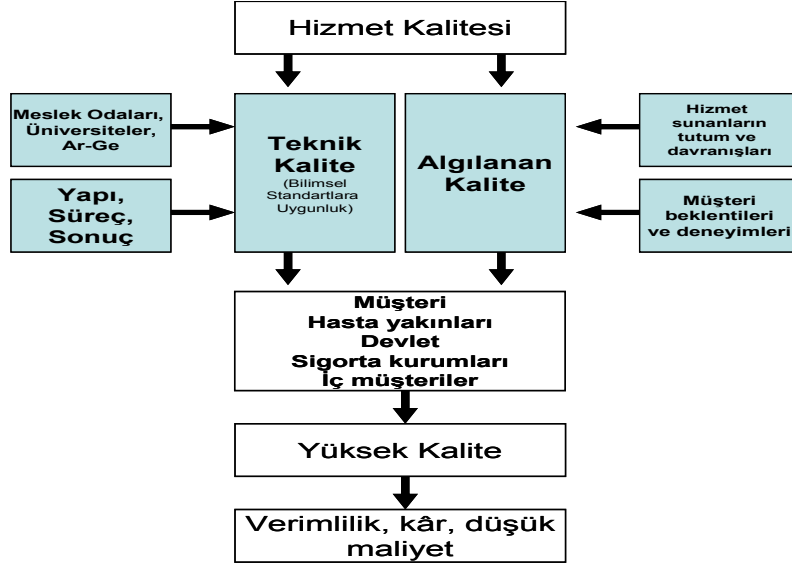 Hizmet Kalitesi
Meslek Odaları,
Üniversiteler,
Ar-Ge
Yapı,
Süreç,
Sonuç
Teknik
Kalite
(Bilimsel
Standartlara
Uygunluk)
Algılanan
Kalite
Hizmet
sunanların
tutum ve
davranışları
Müşteri
beklentileri
ve deneyimleri
Müşteri
Hasta yakınları
Devlet
Sigorta kurumları
İç müşteriler
Yüksek Kalite
Verimlilik, kâr, düşük
maliyet